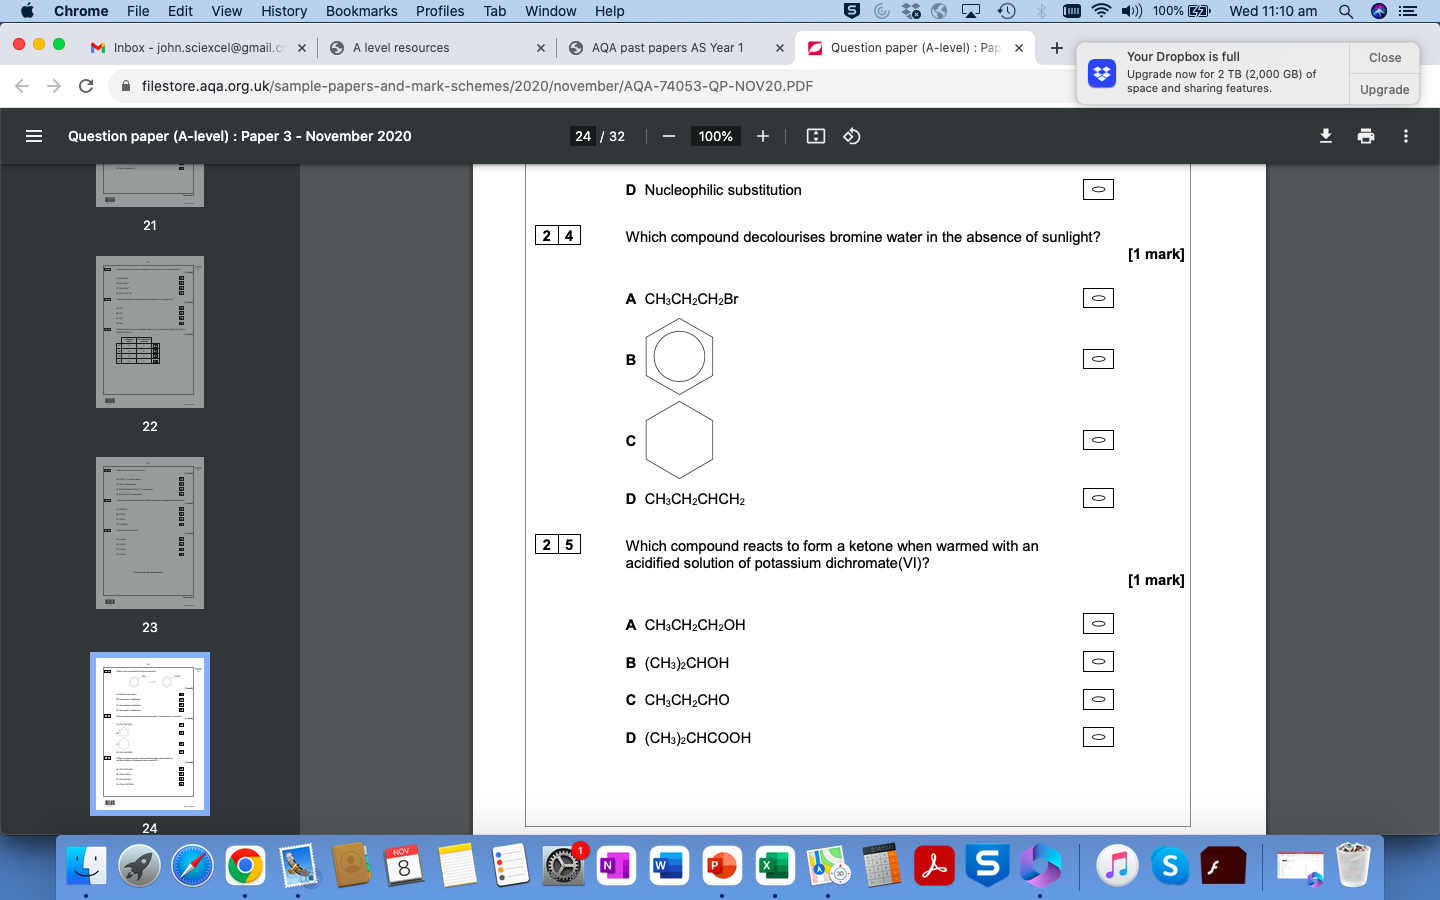 Chrome File Edit View History Bookmarks Profiles Tab Window Help 100% Wed 11:10 am
Inbox - john.sciexcel@gmail.c
A level resources
AQA past papers AS Year 1
Question paper (A-level) : Pap
Your Dropbox is full
Upgrade now for 2 TB (2,000 GB) of
space and sharing features.
Close
Upgrade
filestore.aqa.org.uk/sample-papers-and-mark-schemes/2020/november/AQA-74053-QP-NOV20.PDF
Question paper (A-level) : Paper 3 - November 2020
24 / 32
100%
21
22
23
24
D Nucleophilic substitution
2 4 Which compound decolourises bromine water in the absence of sunlight?
[1 mark]
A CH₃CH₂CH₂Br
B
C
D CH₃CH₂CHCH₂
2 5 Which compound reacts to form a ketone when warmed with an
acidified solution of potassium dichromate(VI)?
[1 mark]
A CH₃CH₂CH₂OH
B (CH₃)₂CHOH
C CH₃CH₂CHO
D (CH₃)₂CHCOOH
NOV
8
1